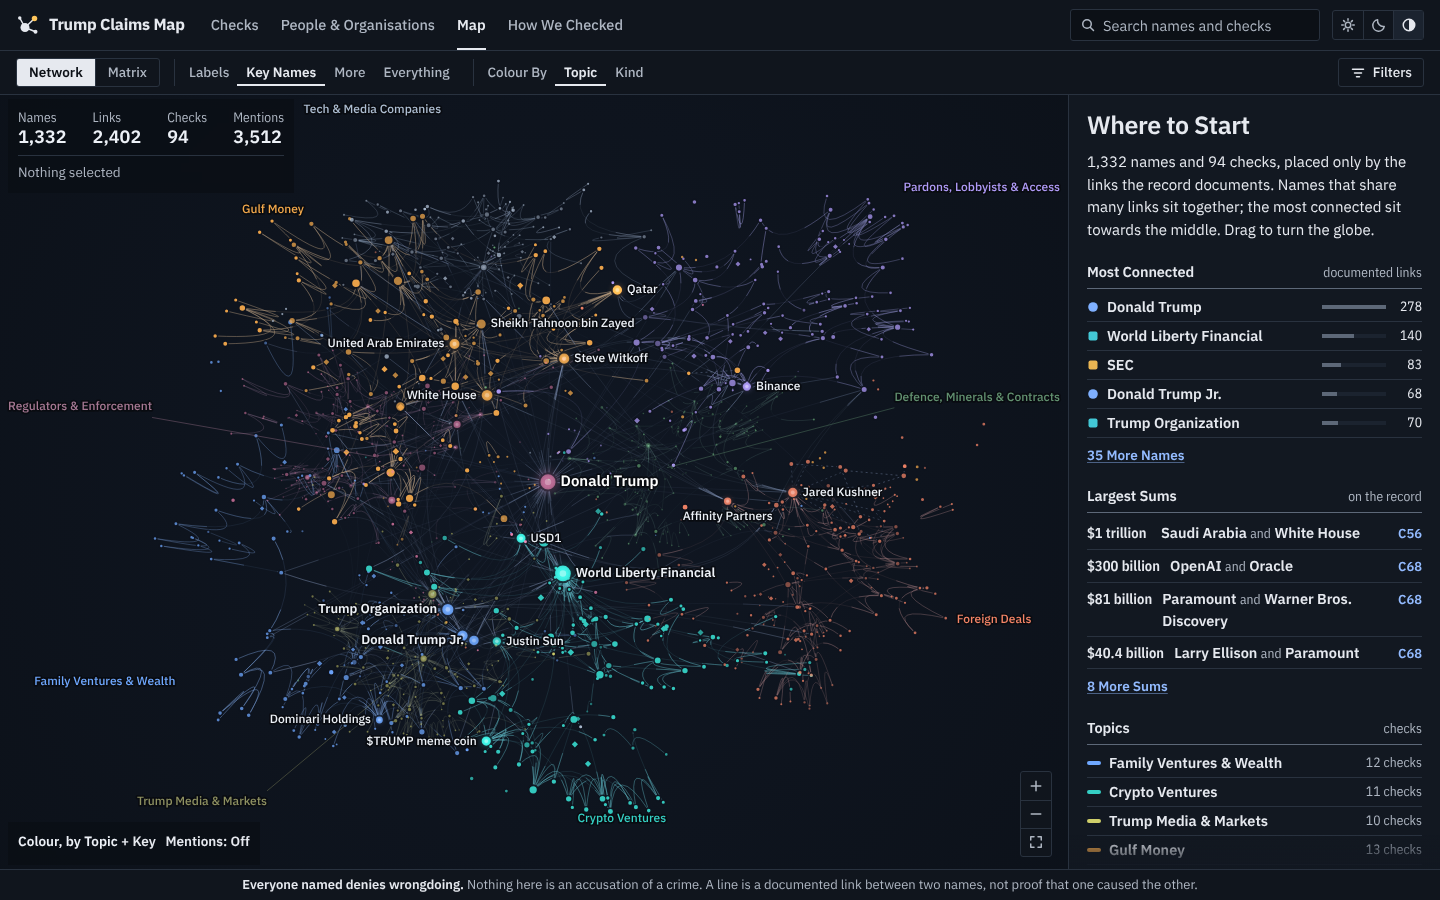 Trump Claims Map
Checks
People & Organisations
Map
How We Checked
Search names and checks
Network
Matrix
Labels
Key Names
More
Everything
Colour By
Topic
Kind
Filters
Names
Links
Checks
Mentions
1,332
2,402
94
3,512
Nothing selected
Tech & Media Companies
Pardons, Lobbyists & Access
Gulf Money
Qatar
Sheikh Tahnoon bin Zayed
United Arab Emirates
Steve Witkoff
Binance
White House
Defence, Minerals & Contracts
Regulators & Enforcement
Donald Trump
Jared Kushner
Affinity Partners
USD1
World Liberty Financial
Trump Organization
Foreign Deals
Donald Trump Jr.
Justin Sun
Family Ventures & Wealth
Dominari Holdings
$TRUMP meme coin
Trump Media & Markets
Crypto Ventures
Colour, by Topic + Key
Mentions: Off
Where to Start
1,332 names and 94 checks, placed only by the
links the record documents. Names that share
many links sit together; the most connected sit
towards the middle. Drag to turn the globe.
Most Connected
documented links
Donald Trump 278
World Liberty Financial 140
SEC 83
Donald Trump Jr. 68
Trump Organization 70
35 More Names
Largest Sums
on the record
$1 trillion Saudi Arabia and White House C56
$300 billion OpenAI and Oracle C68
$81 billion Paramount and Warner Bros. C68
Discovery
$40.4 billion Larry Ellison and Paramount C68
8 More Sums
Topics
checks
Family Ventures & Wealth 12 checks
Crypto Ventures 11 checks
Trump Media & Markets 10 checks
Gulf Money 13 checks
Everyone named denies wrongdoing. Nothing here is an accusation of a crime. A line is a documented link between two names, not proof that one caused the other.